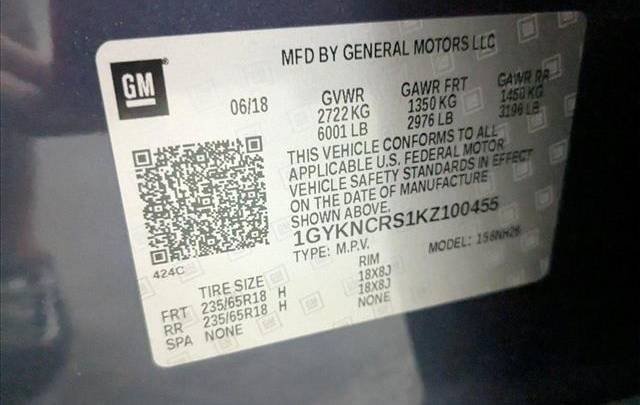 GM
MFD BY GENERAL MOTORS LLC
06/18
GVWR
2722 KG
6001 LB
GAWR FRT
1350 KG
2976 LB
GAWR RR
1450 KG
3196 LB
THIS VEHICLE CONFORMS TO ALL
APPLICABLE U.S. FEDERAL MOTOR
VEHICLE SAFETY STANDARDS IN EFFECT
ON THE DATE OF MANUFACTURE
SHOWN ABOVE.
1GYKNCRS1KZ100455
TYPE: M.P.V.
MODEL:
424C
TIRE SIZE
RIM
FRT 235/65R18 H 18X8J
RR 235/65R18 H 18X8J
SPA NONE NONE